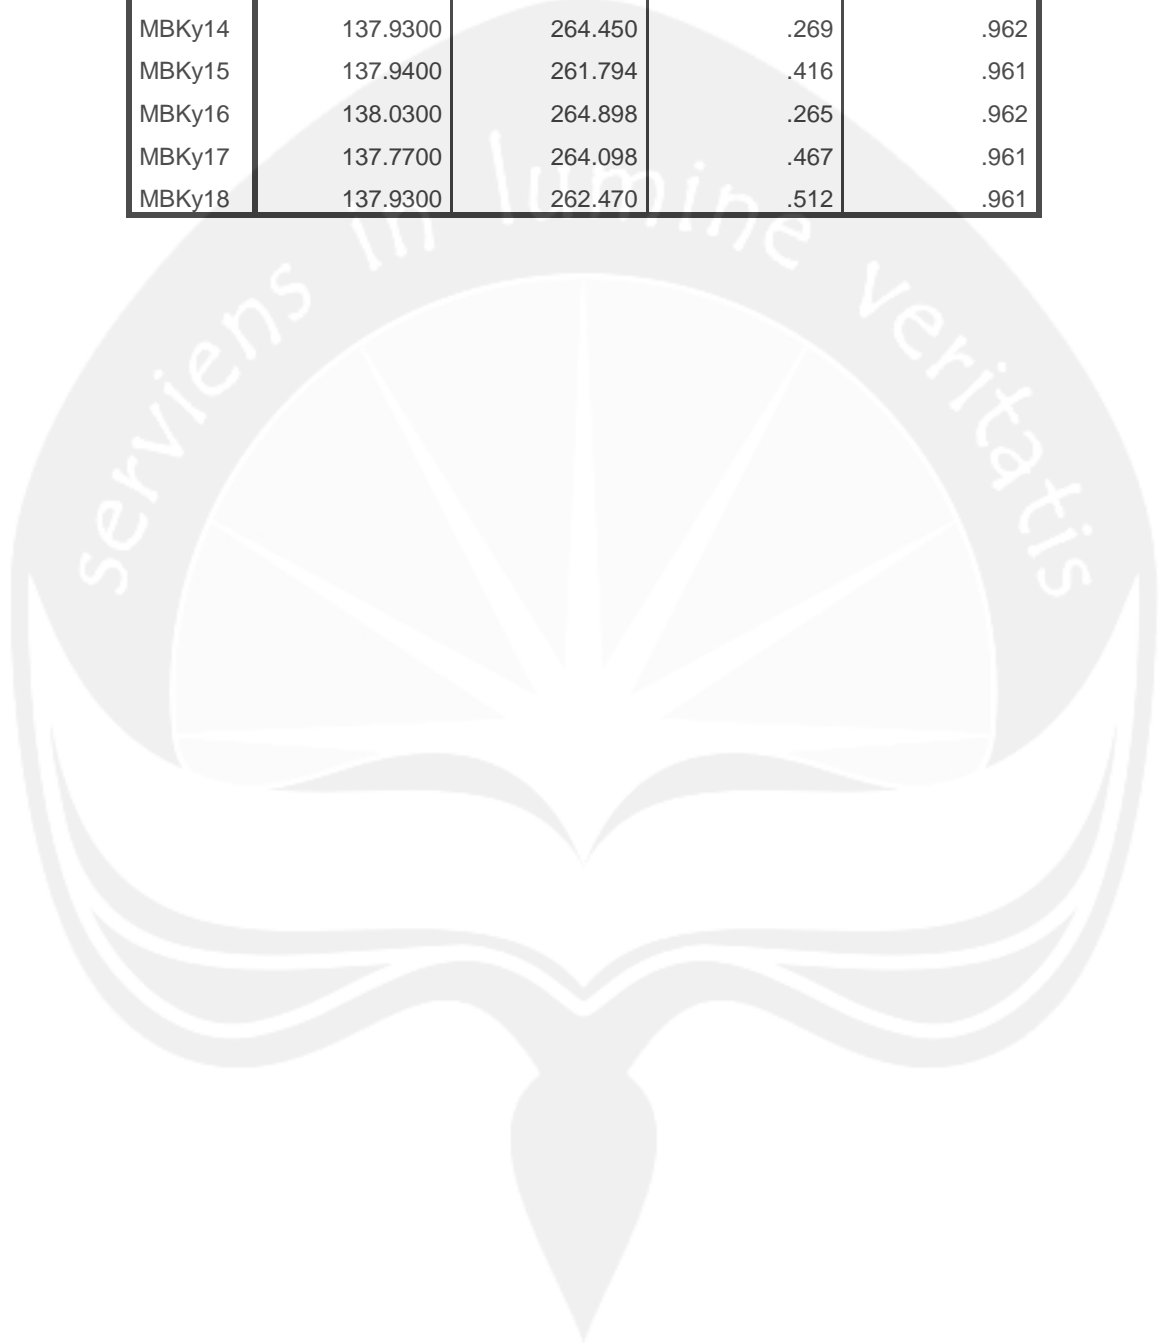 MBKy14 137.9300 264.450 .269 .962
MBKy15 137.9400 261.794 .416 .961
MBKy16 138.0300 264.898 .265 .962
MBKy17 137.7700 264.098 .467 .961
MBKy18 137.9300 262.470 .512 .961
serviens in lumine veritatis